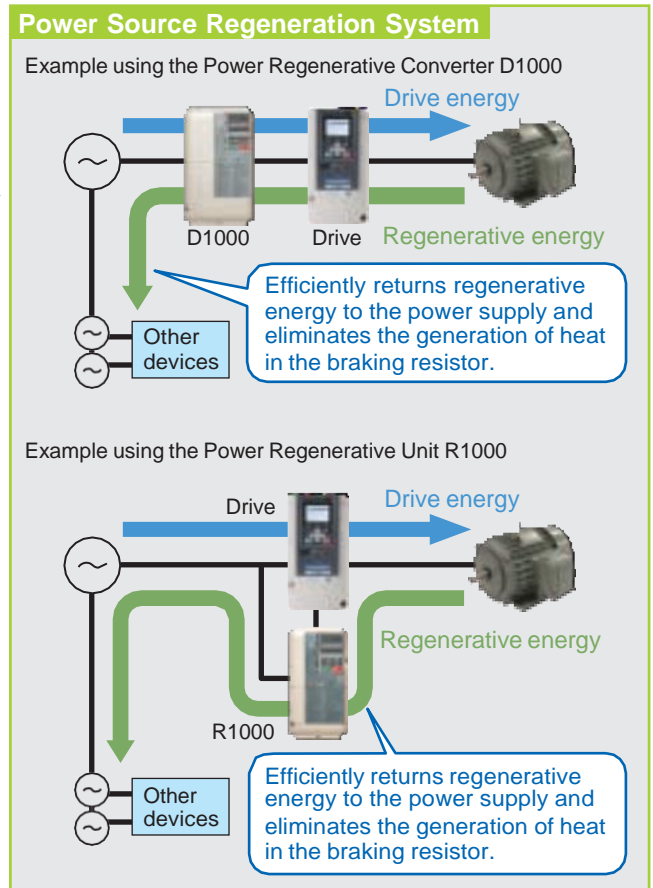 Power Source Regeneration System
Example using the Power Regenerative Converter D1000
Drive energy
D1000
Drive
Regenerative energy
Efficiently returns regenerative
energy to the power supply and
eliminates the generation of heat
in the braking resistor.
Other
devices
Example using the Power Regenerative Unit R1000
Drive
Drive energy
Regenerative energy
R1000
Efficiently returns regenerative
energy to the power supply and
eliminates the generation of heat
in the braking resistor.
Other
devices